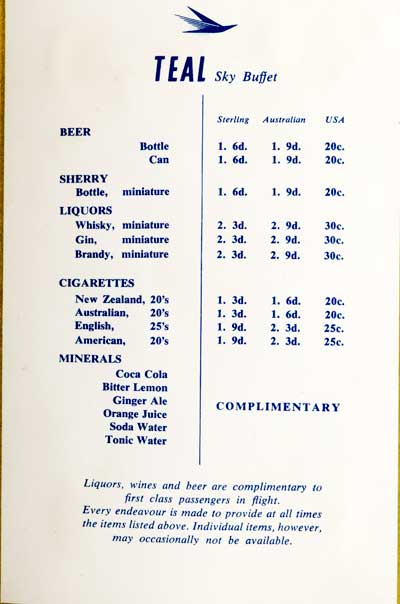 TEAL Sky Buffet
Sterling Australian USA
BEER
Bottle 1. 6d. 1. 9d. 20c.
Can 1. 6d. 1. 9d. 20c.
SHERRY
Bottle, miniature 1. 6d. 1. 9d. 20c.
LIQUORS
Whisky, miniature 2. 3d. 2. 9d. 30c.
Gin, miniature 2. 3d. 2. 9d. 30c.
Brandy, miniature 2. 3d. 2. 9d. 30c.
CIGARETTES
New Zealand, 20's 1. 3d. 1. 6d. 20c.
Australian, 20's 1. 3d. 1. 6d. 20c.
English, 25's 1. 9d. 2. 3d. 25c.
American, 20's 1. 9d. 2. 3d. 25c.
MINERALS
Coca Cola
Bitter Lemon
Ginger Ale
Orange Juice
Soda Water
Tonic Water
COMPLIMENTARY
Liquors, wines and beer are complimentary to
first class passengers in flight.
Every endeavour is made to provide at all times
the items listed above. Individual items, however,
may occasionally not be available.